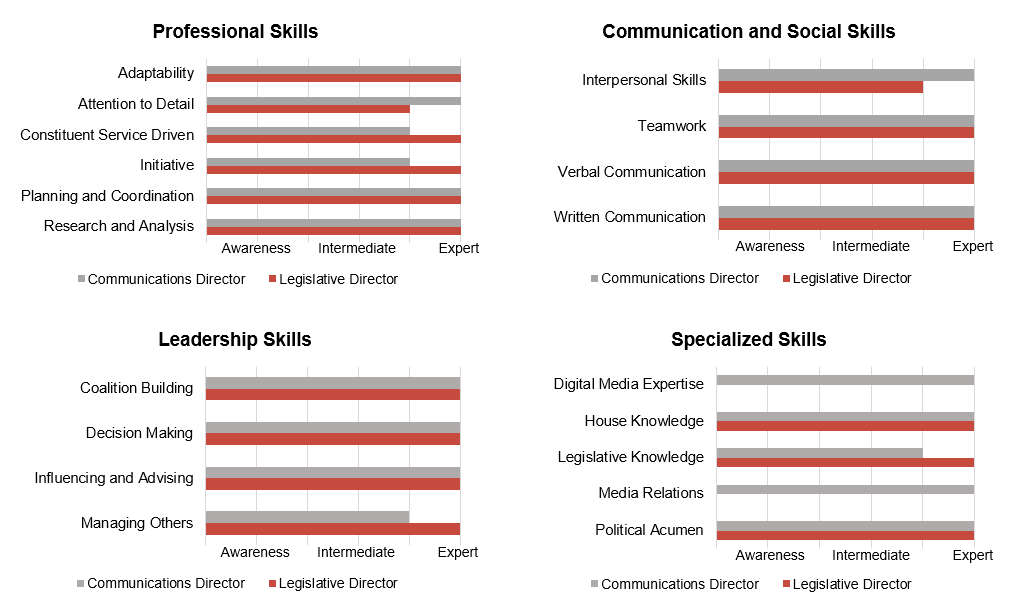 Professional Skills
Adaptability
Attention to Detail
Constituent Service Driven
Initiative
Planning and Coordination
Research and Analysis
Awareness Intermediate Expert
Communications Director Legislative Director
Communication and Social Skills
Interpersonal Skills
Teamwork
Verbal Communication
Written Communication
Awareness Intermediate Expert
Communications Director Legislative Director
Leadership Skills
Coalition Building
Decision Making
Influencing and Advising
Managing Others
Awareness Intermediate Expert
Communications Director Legislative Director
Specialized Skills
Digital Media Expertise
House Knowledge
Legislative Knowledge
Media Relations
Political Acumen
Awareness Intermediate Expert
Communications Director Legislative Director